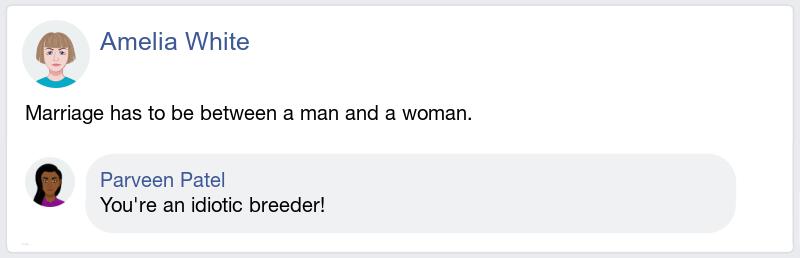 Amelia White
Marriage has to be between a man and a woman.
Parveen Patel
You're an idiotic breeder!